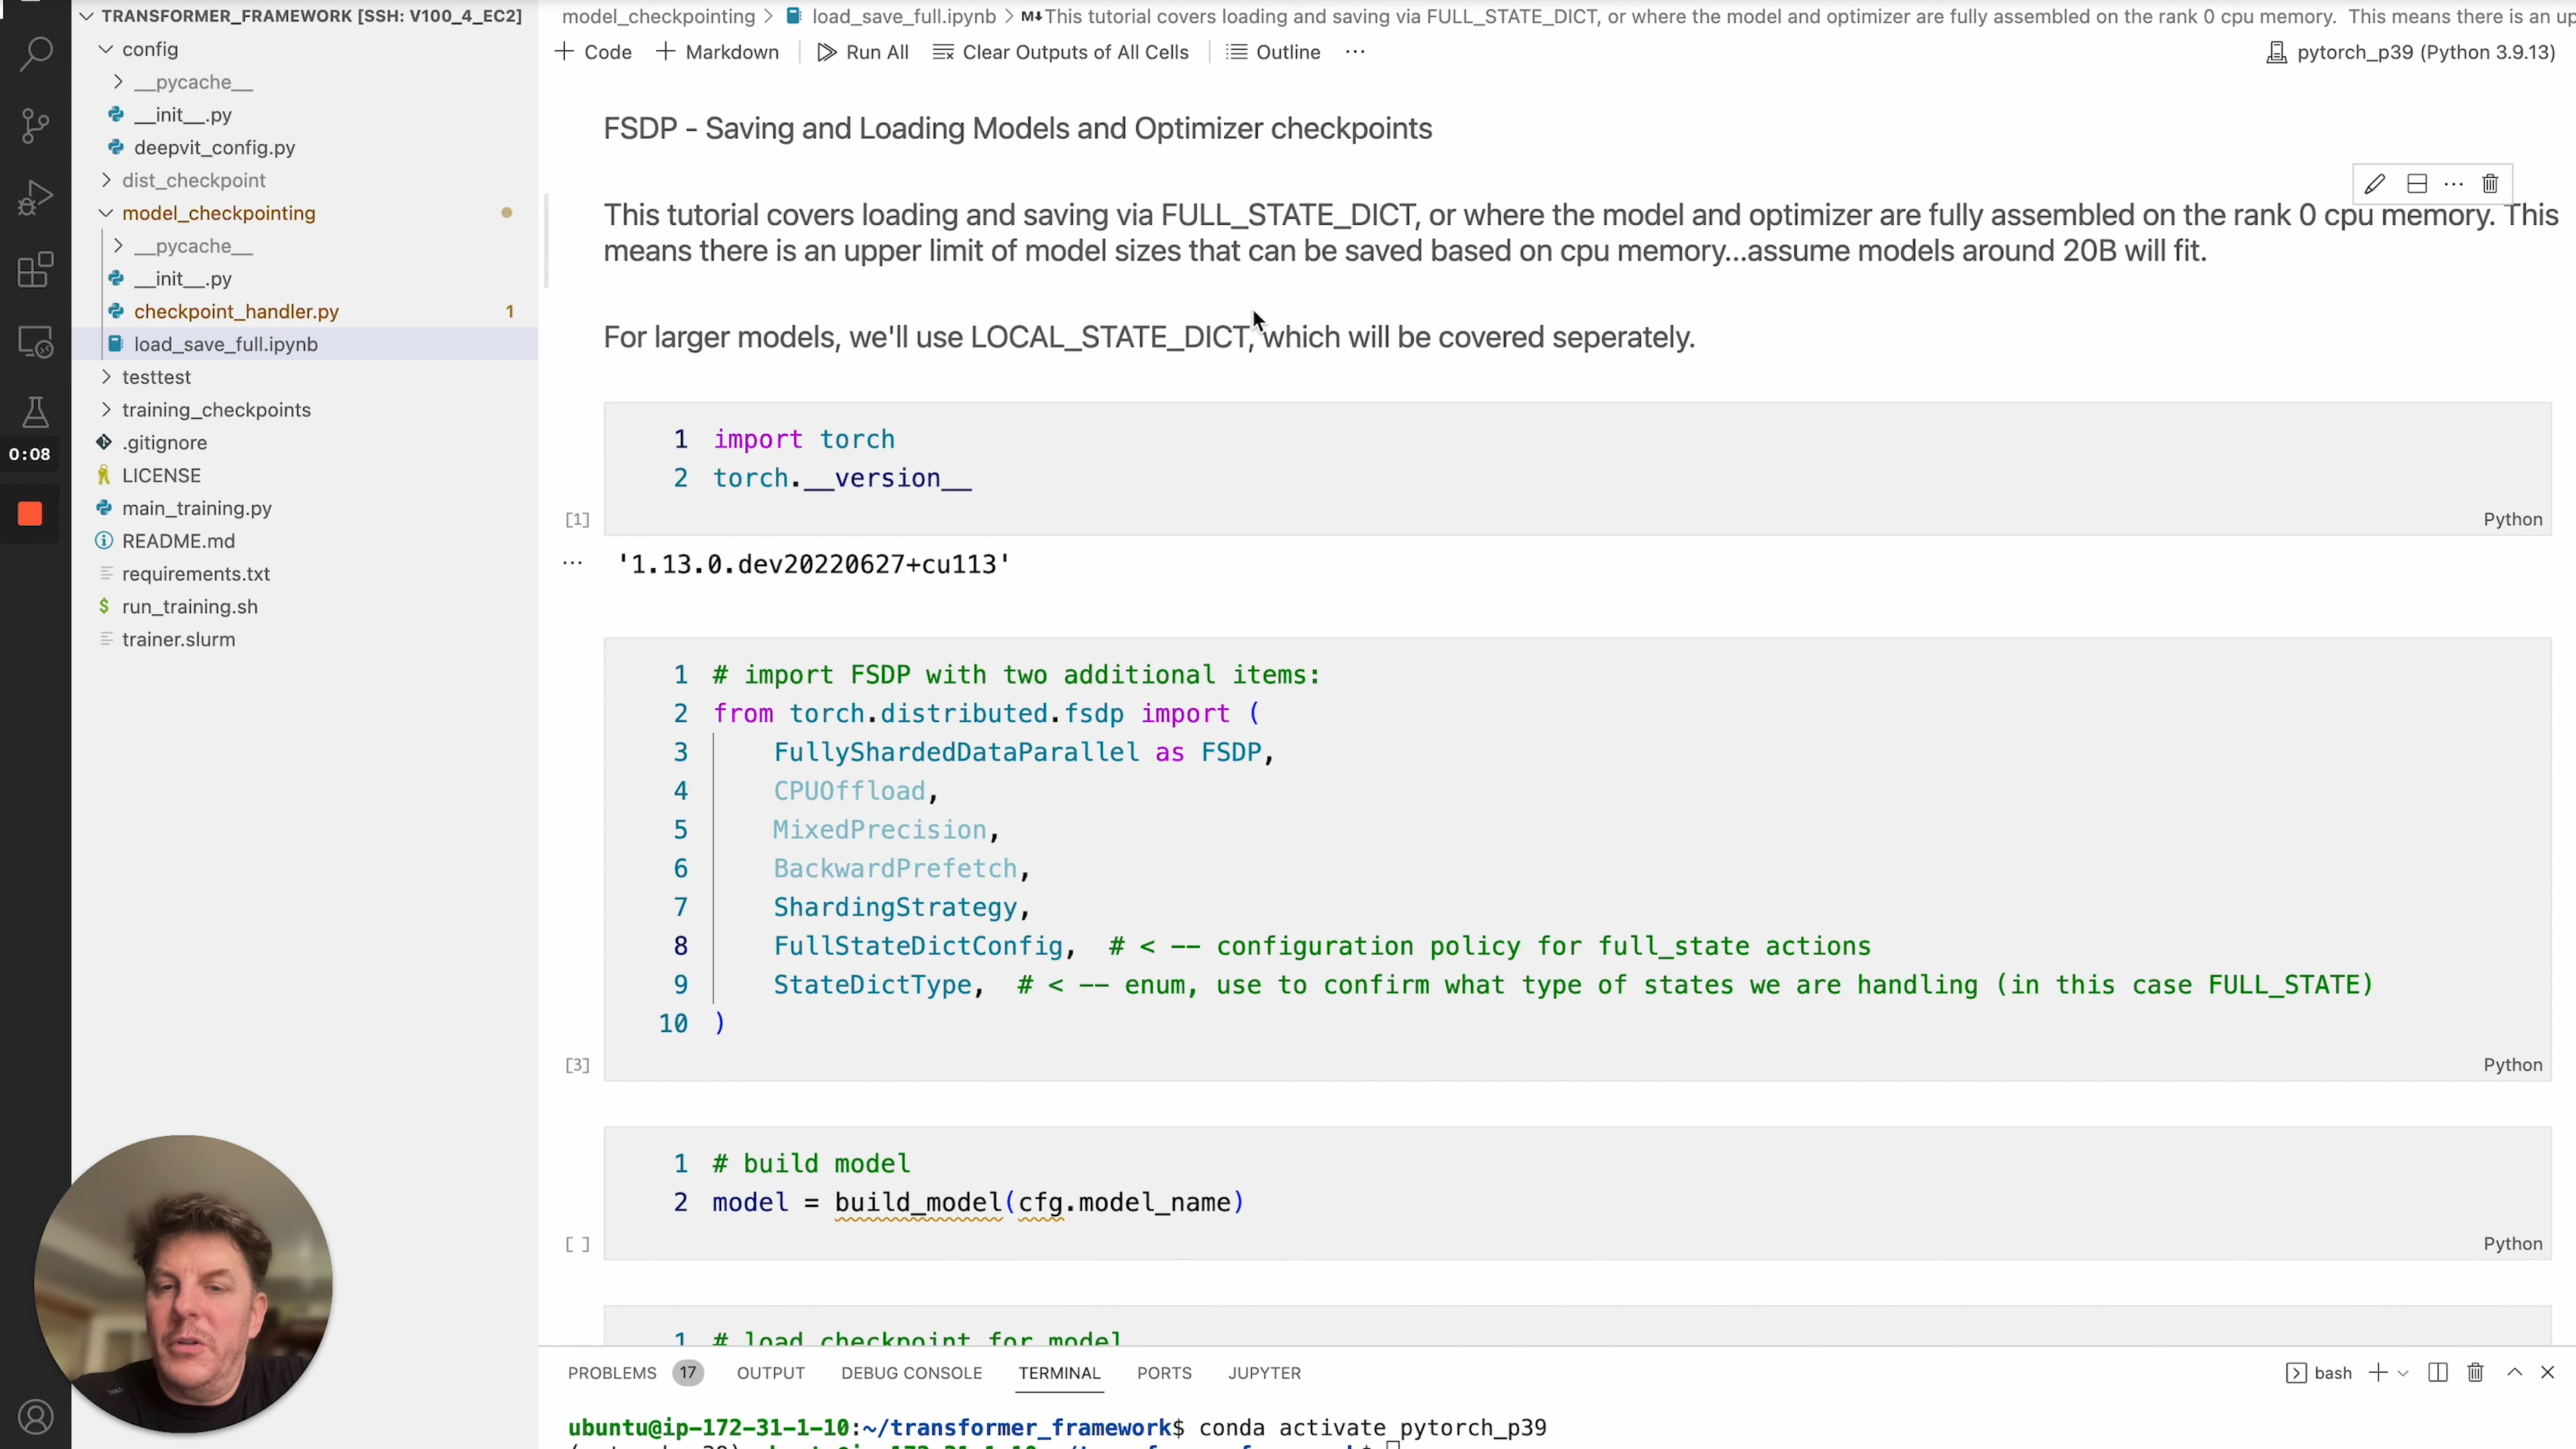 TRANSFORMER_FRAMEWORK [SSH: V100_4_EC2]
config
__pycache__
__init__.py
deepvit_config.py
dist_checkpoint
model_checkpointing
__pycache__
__init__.py
checkpoint_handler.py 1
load_save_full.ipynb
testtest
training_checkpoints
.gitignore
LICENSE
main_training.py
README.md
requirements.txt
run_training.sh
trainer.slurm
0:08
model_checkpointing > load_save_full.ipynb > M↓This tutorial covers loading and saving via FULL_STATE_DICT, or where the model and optimizer are fully assembled on the rank 0 cpu memory. This means there is an up
+ Code + Markdown Run All Clear Outputs of All Cells Outline ...
pytorch_p39 (Python 3.9.13)
FSDP - Saving and Loading Models and Optimizer checkpoints
This tutorial covers loading and saving via FULL_STATE_DICT, or where the model and optimizer are fully assembled on the rank 0 cpu memory. This
means there is an upper limit of model sizes that can be saved based on cpu memory...assume models around 20B will fit.
For larger models, we'll use LOCAL_STATE_DICT, which will be covered seperately.
1 import torch
2 torch.__version__
[1]
Python
... '1.13.0.dev20220627+cu113'
1 # import FSDP with two additional items:
2 from torch.distributed.fsdp import (
3 FullyShardedDataParallel as FSDP,
4 CPUOffload,
5 MixedPrecision,
6 BackwardPrefetch,
7 ShardingStrategy,
8 FullStateDictConfig, # < -- configuration policy for full_state actions
9 StateDictType, # < -- enum, use to confirm what type of states we are handling (in this case FULL_STATE)
10 )
[3]
Python
1 # build model
2 model = build_model(cfg.model_name)
[ ]
Python
1 # load checkpoint for model
PROBLEMS 17 OUTPUT DEBUG CONSOLE TERMINAL PORTS JUPYTER
bash
ubuntu@ip-172-31-1-10:~/transformer_framework$ conda activate pytorch_p39